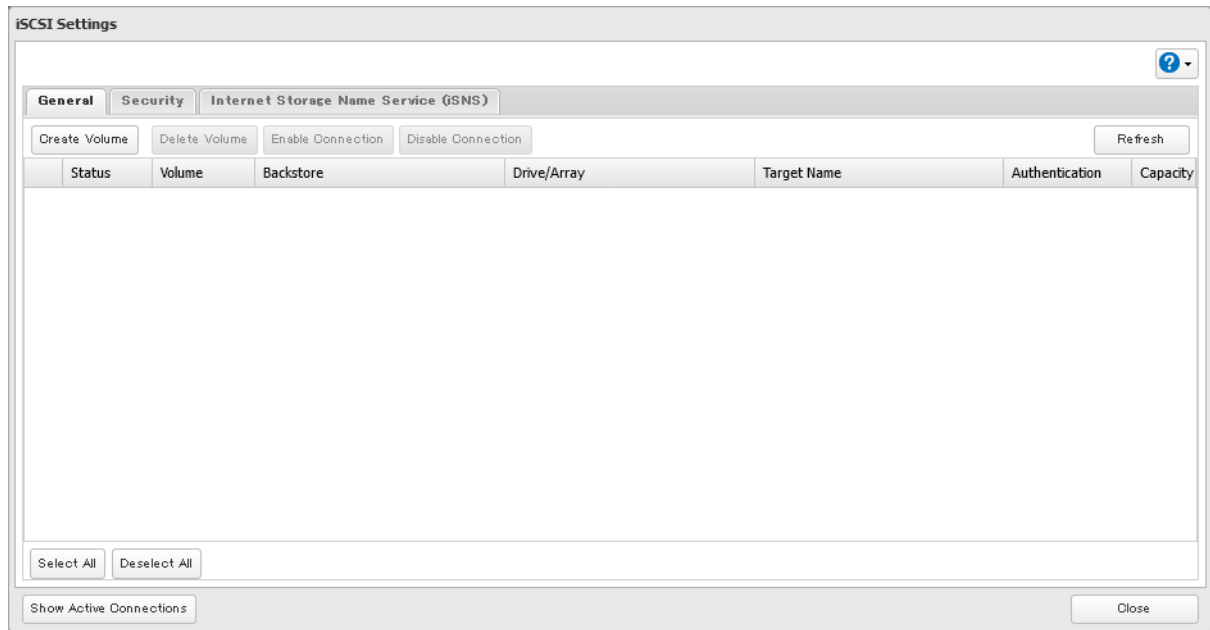 iSCSI Settings
?
General Security Internet Storage Name Service (iSNS)
Create Volume Delete Volume Enable Connection Disable Connection Refresh
Status Volume Backstore Drive/Array Target Name Authentication Capacity
Select All Deselect All
Show Active Connections Close